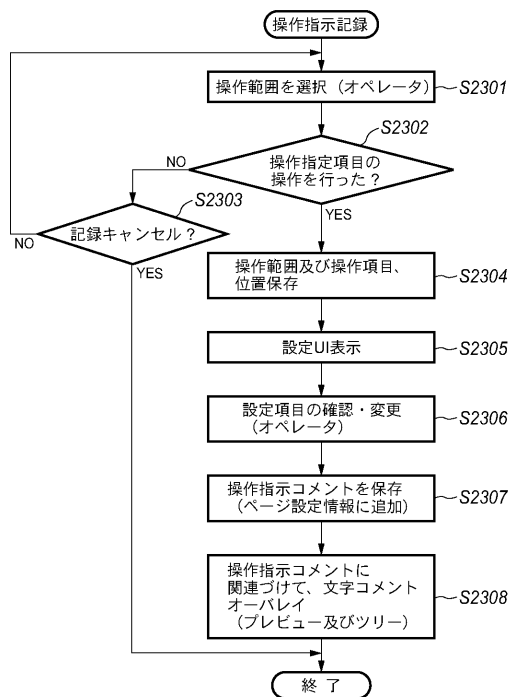 操作指示記録
操作範囲を選択（オペレータ）
S2301
S2302
操作指定項目の
操作を行った？
NO
YES
S2303
記録キャンセル？
NO
YES
操作範囲及び操作項目、
位置保存
S2304
設定UI表示
S2305
設定項目の確認・変更
（オペレータ）
S2306
操作指示コメントを保存
（ページ設定情報に追加）
S2307
操作指示コメントに
関連づけて、文字コメント
オーバレイ
（プレビュー及びツリー）
S2308
終 了